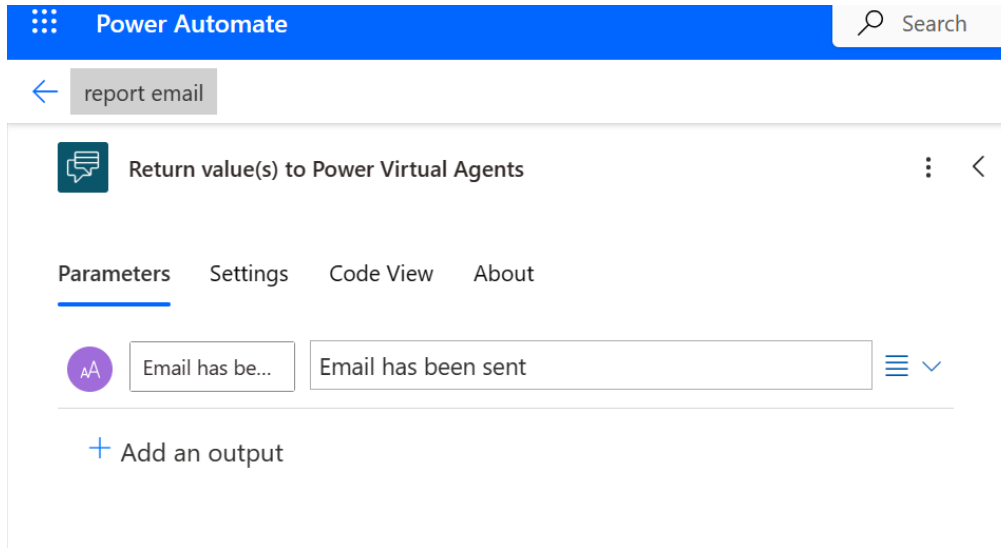 Power Automate
Search
report email
Return value(s) to Power Virtual Agents
Parameters Settings Code View About
AA Email has be... Email has been sent
Add an output